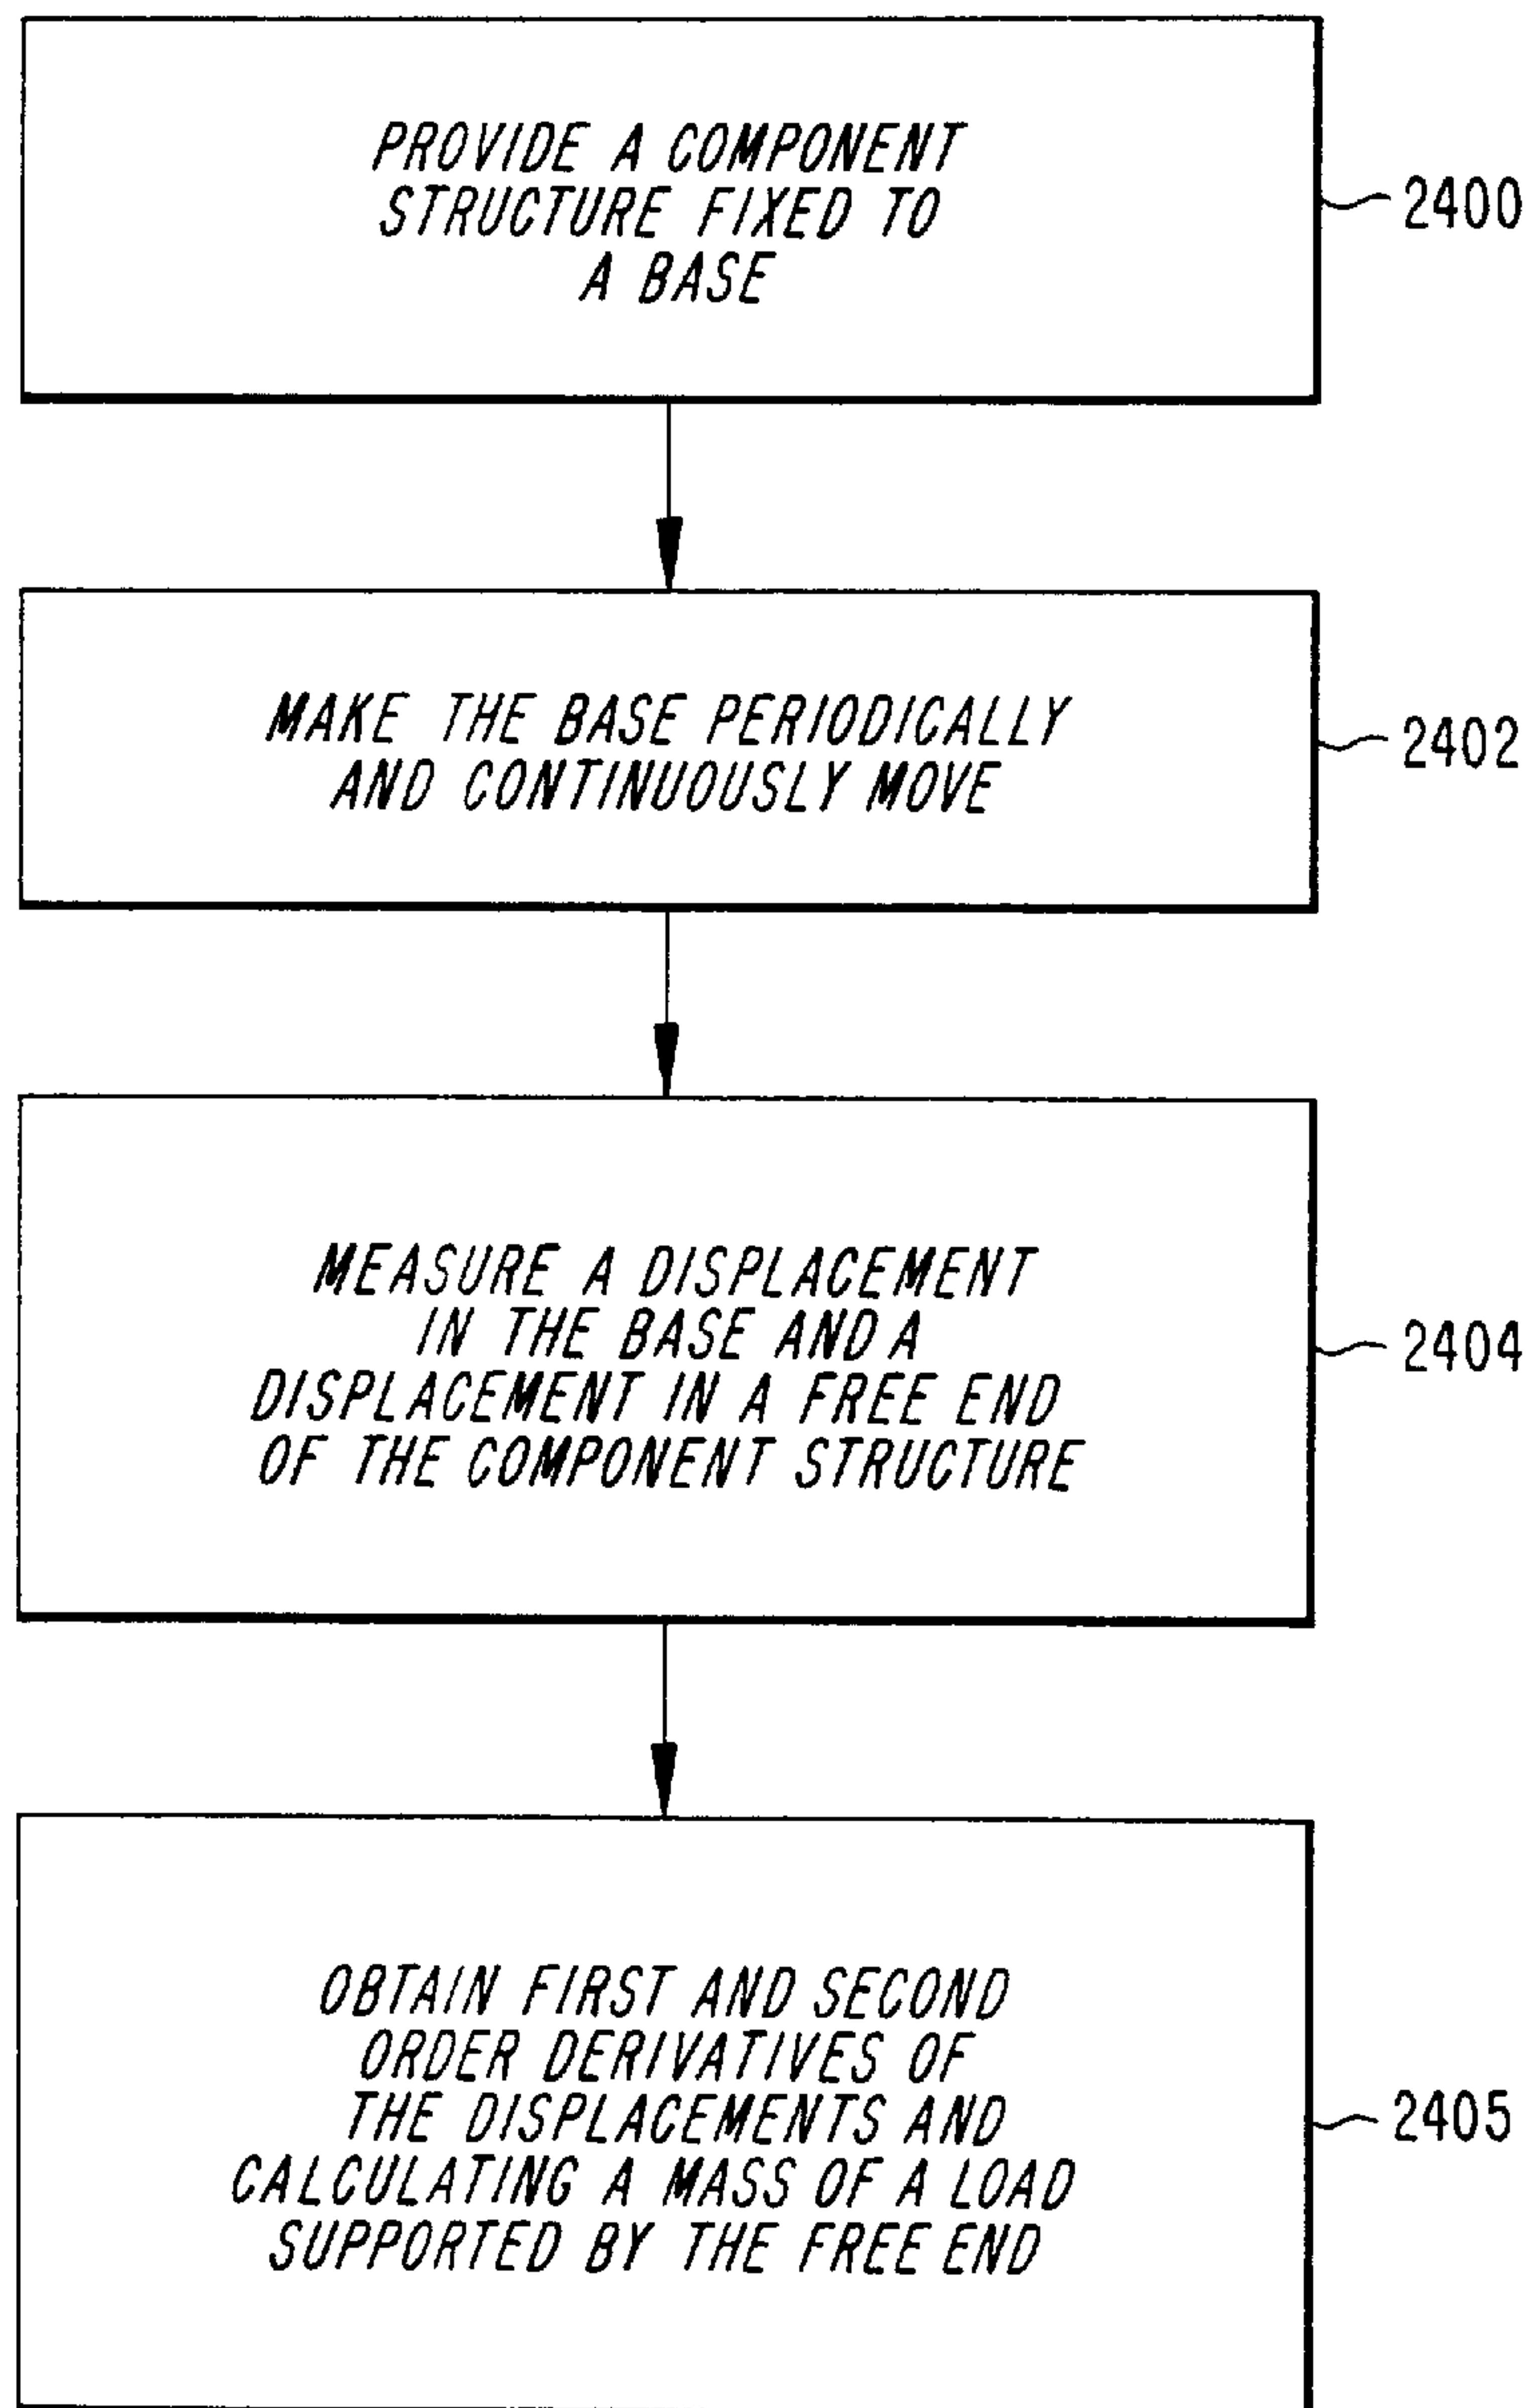 PROVIDE A COMPONENT
STRUCTURE FIXED TO
A BASE
2400
MAKE THE BASE PERIODICALLY
AND CONTINUOUSLY MOVE
2402
MEASURE A DISPLACEMENT
IN THE BASE AND A
DISPLACEMENT IN A FREE END
OF THE COMPONENT STRUCTURE
2404
OBTAIN FIRST AND SECOND
ORDER DERIVATIVES OF
THE DISPLACEMENTS AND
CALCULATING A MASS OF A LOAD
SUPPORTED BY THE FREE END
2405